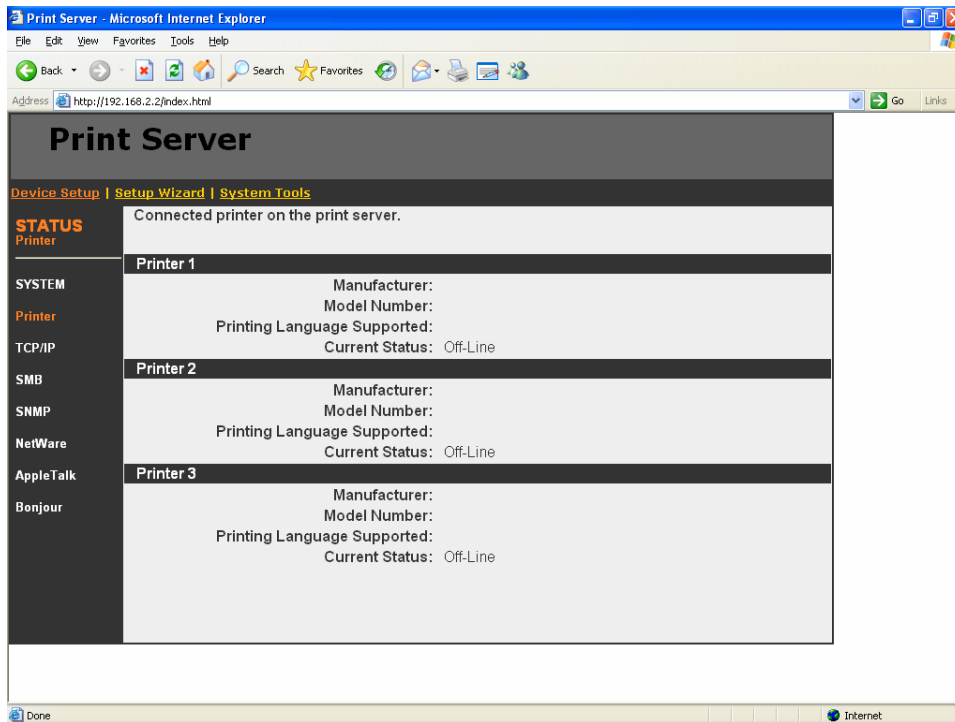 Print Server - Microsoft Internet Explorer
File Edit View Favorites Tools Help
Back Search Favorites
Address http://192.168.2.2/index.html Go Links
Print Server
Device Setup | Setup Wizard | System Tools
STATUS
Printer
SYSTEM
Printer
TCP/IP
SMB
SNMP
NetWare
AppleTalk
Bonjour
Connected printer on the print server.
Printer 1
Manufacturer:
Model Number:
Printing Language Supported:
Current Status: Off-Line
Printer 2
Manufacturer:
Model Number:
Printing Language Supported:
Current Status: Off-Line
Printer 3
Manufacturer:
Model Number:
Printing Language Supported:
Current Status: Off-Line
Done Internet